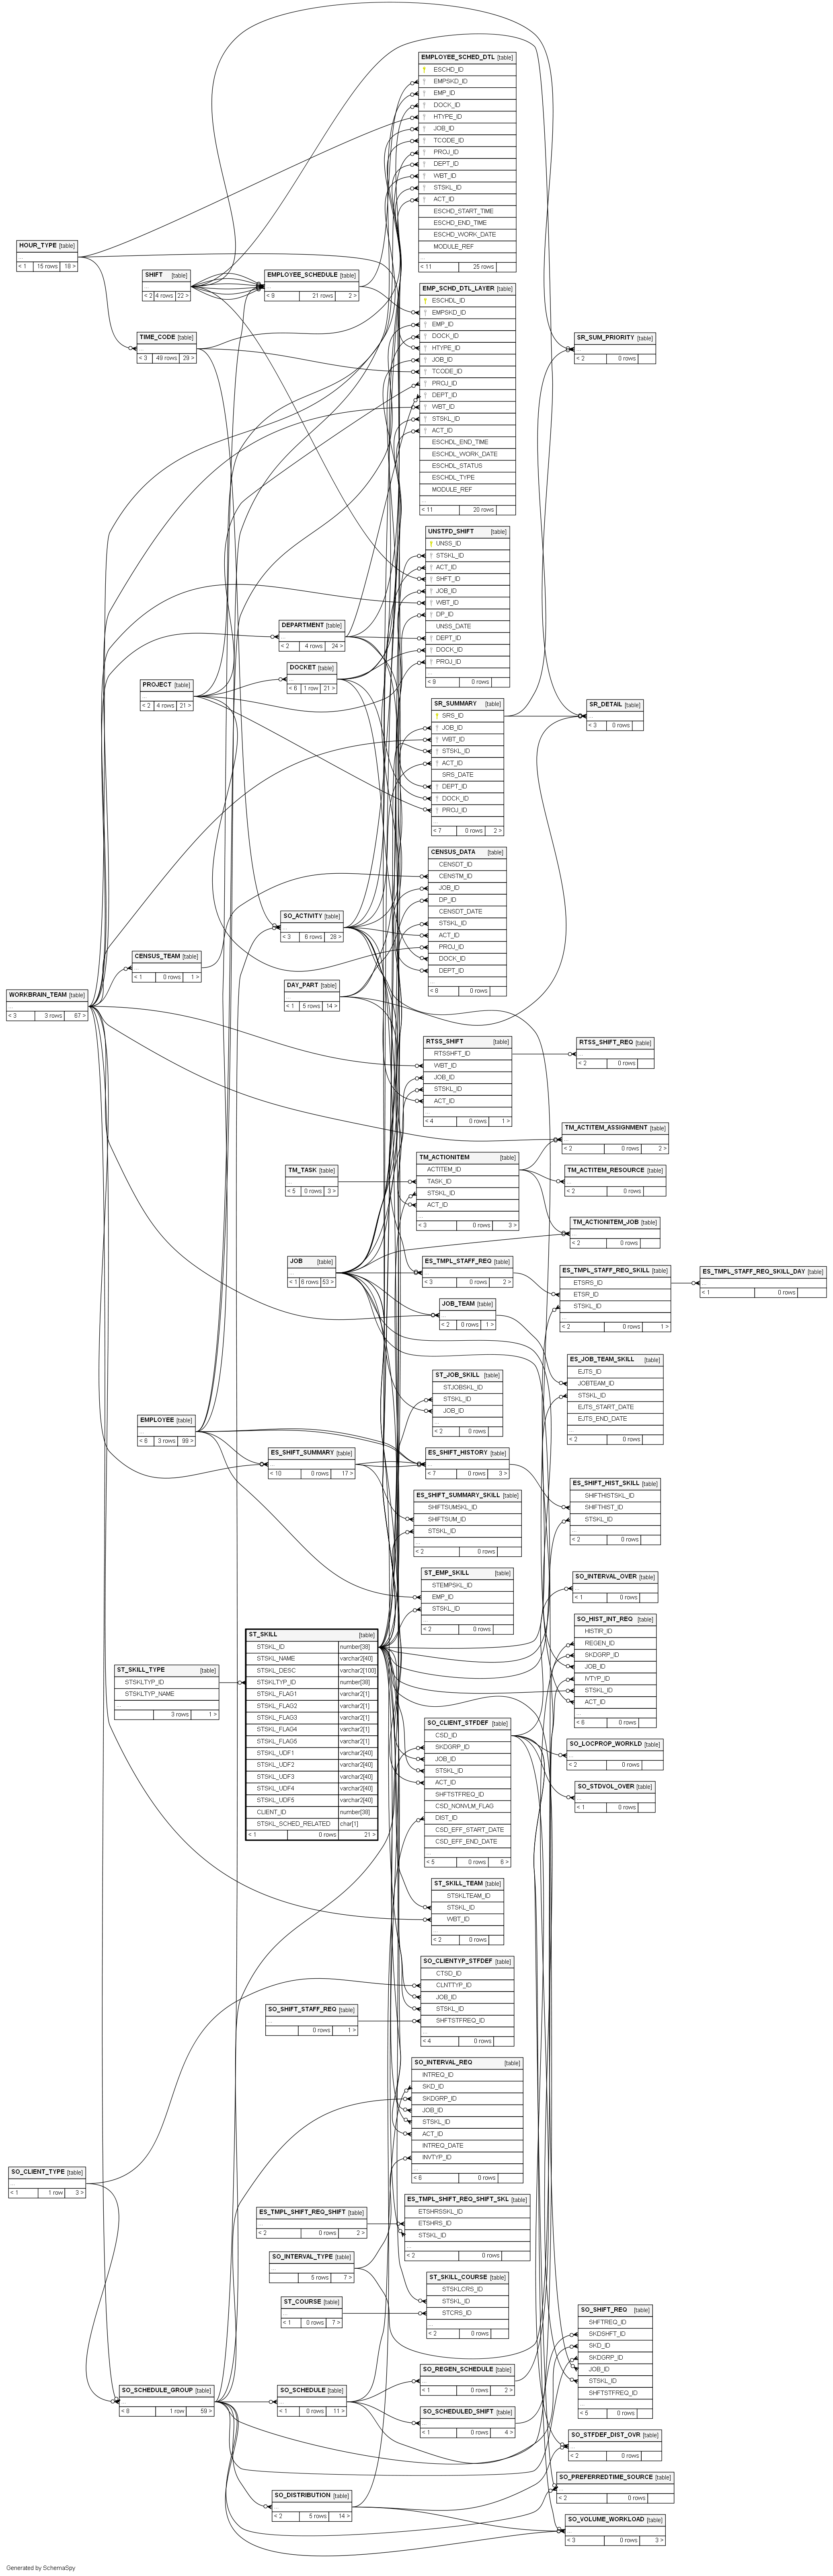 EMPLOYEE_SCHED_DTL [table]
ESCHD_ID
EMPSKD_ID
EMP_ID
DOCK_ID
HTYPE_ID
JOB_ID
TCODE_ID
PROJ_ID
DEPT_ID
WBT_ID
STSKL_ID
ACT_ID
ESCHD_START_TIME
ESCHD_END_TIME
ESCHD_WORK_DATE
MODULE_REF
...
< 11 25 rows
HOUR_TYPE [table]
...
< 1 15 rows 18 >
SHIFT [table]
...
< 2 4 rows 22 >
EMPLOYEE_SCHEDULE [table]
...
< 9 21 rows 2 >
EMP_SCHD_DTL_LAYER [table]
ESCHDL_ID
EMPSKD_ID
EMP_ID
DOCK_ID
HTYPE_ID
JOB_ID
TCODE_ID
PROJ_ID
DEPT_ID
WBT_ID
STSKL_ID
ACT_ID
ESCHDL_END_TIME
ESCHDL_WORK_DATE
ESCHDL_STATUS
ESCHDL_TYPE
MODULE_REF
...
< 11 20 rows
TIME_CODE [table]
...
< 3 49 rows 29 >
SR_SUM_PRIORITY [table]
...
< 2 0 rows
UNSTFD_SHIFT [table]
UNSS_ID
STSKL_ID
ACT_ID
SHFT_ID
JOB_ID
WBT_ID
DP_ID
UNSS_DATE
DEPT_ID
DOCK_ID
PROJ_ID
...
< 9 0 rows
DEPARTMENT [table]
...
< 2 4 rows 24 >
DOCKET [table]
...
< 6 1 row 21 >
PROJECT [table]
...
< 2 4 rows 21 >
SR_SUMMARY [table]
SRS_ID
JOB_ID
WBT_ID
STSKL_ID
ACT_ID
SRS_DATE
DEPT_ID
DOCK_ID
PROJ_ID
...
< 7 0 rows 2 >
SR_DETAIL [table]
...
< 3 0 rows
CENSUS_DATA [table]
CENSDT_ID
CENSTM_ID
JOB_ID
DP_ID
CENSDT_DATE
STSKL_ID
ACT_ID
PROJ_ID
DOCK_ID
DEPT_ID
...
< 8 0 rows
SO_ACTIVITY [table]
...
< 3 6 rows 28 >
CENSUS_TEAM [table]
...
< 1 0 rows 1 >
DAY_PART [table]
...
< 1 5 rows 14 >
WORKBRAIN_TEAM [table]
...
< 3 3 rows 67 >
RTSS_SHIFT [table]
RTSSHFT_ID
WBT_ID
JOB_ID
STSKL_ID
ACT_ID
...
< 4 0 rows 1 >
RTSS_SHIFT_REQ [table]
...
< 2 0 rows
TM_ACTITEM_ASSIGNMENT [table]
...
< 2 0 rows 2 >
TM_TASK [table]
...
< 5 0 rows 3 >
TM_ACTIONITEM [table]
ACTITEM_ID
TASK_ID
STSKL_ID
ACT_ID
...
< 3 0 rows 3 >
TM_ACTITEM_RESOURCE [table]
...
< 2 0 rows
TM_ACTIONITEM_JOB [table]
...
< 2 0 rows
JOB [table]
...
< 1 6 rows 53 >
ES_TMPL_STAFF_REQ [table]
...
< 3 0 rows 2 >
ES_TMPL_STAFF_REQ_SKILL [table]
ETSRS_ID
ETSR_ID
STSKL_ID
...
< 2 0 rows 1 >
ES_TMPL_STAFF_REQ_SKILL_DAY [table]
...
< 1 0 rows
JOB_TEAM [table]
...
< 2 0 rows 1 >
ES_JOB_TEAM_SKILL [table]
EJTS_ID
JOBTEAM_ID
STSKL_ID
EJTS_START_DATE
EJTS_END_DATE
...
< 2 0 rows
ST_JOB_SKILL [table]
STJOBSKL_ID
STSKL_ID
JOB_ID
...
< 2 0 rows
EMPLOYEE [table]
...
< 6 3 rows 98 >
ES_SHIFT_SUMMARY [table]
...
< 10 0 rows 17 >
ES_SHIFT_HISTORY [table]
...
< 7 0 rows 3 >
ES_SHIFT_HIST_SKILL [table]
SHIFTHISTSKL_ID
SHIFTHIST_ID
STSKL_ID
...
< 2 0 rows
ES_SHIFT_SUMMARY_SKILL [table]
SHIFTSUMSKL_ID
SHIFTSUM_ID
STSKL_ID
...
< 2 0 rows
ST_EMP_SKILL [table]
STEMPSKL_ID
EMP_ID
STSKL_ID
...
< 2 0 rows
SO_INTERVAL_OVER [table]
...
< 1 0 rows
SO_HIST_INT_REQ [table]
HISTIR_ID
REGEN_ID
SKDGRP_ID
JOB_ID
IVTYP_ID
STSKL_ID
ACT_ID
...
< 6 0 rows
ST_SKILL [table]
STSKL_ID number[38]
STSKL_NAME varchar2[40]
STSKL_DESC varchar2[100]
STSKLTYP_ID number[38]
STSKL_FLAG1 varchar2[1]
STSKL_FLAG2 varchar2[1]
STSKL_FLAG3 varchar2[1]
STSKL_FLAG4 varchar2[1]
STSKL_FLAG5 varchar2[1]
STSKL_UDF1 varchar2[40]
STSKL_UDF2 varchar2[40]
STSKL_UDF3 varchar2[40]
STSKL_UDF4 varchar2[40]
STSKL_UDF5 varchar2[40]
CLIENT_ID number[38]
STSKL_SCHED_RELATED char[1]
< 1 0 rows 21 >
ST_SKILL_TYPE [table]
STSKLTYP_ID
STSKLTYP_NAME
...
3 rows 1 >
SO_CLIENT_STFDEF [table]
CSD_ID
SKDGRP_ID
JOB_ID
STSKL_ID
ACT_ID
SHFTSTFREQ_ID
CSD_NONVLM_FLAG
DIST_ID
CSD_EFF_START_DATE
CSD_EFF_END_DATE
...
< 5 0 rows 6 >
SO_LOCPROP_WORKLD [table]
...
< 2 0 rows
SO_STDVOL_OVER [table]
...
< 1 0 rows
ST_SKILL_TEAM [table]
STSKLTEAM_ID
STSKL_ID
WBT_ID
...
< 2 0 rows
SO_CLIENTYP_STFDEF [table]
CTSD_ID
CLNTTYP_ID
JOB_ID
STSKL_ID
SHFTSTFREQ_ID
...
< 4 0 rows
SO_SHIFT_STAFF_REQ [table]
...
0 rows 1 >
SO_INTERVAL_REQ [table]
INTREQ_ID
SKD_ID
SKDGRP_ID
JOB_ID
STSKL_ID
ACT_ID
INTREQ_DATE
INVTYP_ID
...
< 6 0 rows
SO_CLIENT_TYPE [table]
...
< 1 1 row 3 >
ES_TMPL_SHIFT_REQ_SHIFT [table]
...
< 2 0 rows 2 >
ES_TMPL_SHIFT_REQ_SHIFT_SKL [table]
ETSHRSSKL_ID
ETSHRS_ID
STSKL_ID
...
< 2 0 rows
SO_INTERVAL_TYPE [table]
...
5 rows 7 >
ST_SKILL_COURSE [table]
STSKLCRS_ID
STSKL_ID
STCRS_ID
...
< 2 0 rows
ST_COURSE [table]
...
< 1 0 rows 7 >
SO_SHIFT_REQ [table]
SHFTREQ_ID
SKDSHFT_ID
SKD_ID
SKDGRP_ID
JOB_ID
STSKL_ID
SHFTSTFREQ_ID
...
< 5 0 rows
SO_REGEN_SCHEDULE [table]
...
< 1 0 rows 2 >
SO_SCHEDULE_GROUP [table]
...
< 8 1 row 59 >
SO_SCHEDULE [table]
...
< 1 0 rows 11 >
SO_SCHEDULED_SHIFT [table]
...
< 1 0 rows 4 >
SO_STFDEF_DIST_OVR [table]
...
< 2 0 rows
SO_PREFERREDTIME_SOURCE [table]
...
< 2 0 rows
SO_DISTRIBUTION [table]
...
< 2 5 rows 14 >
SO_VOLUME_WORKLOAD [table]
...
< 3 0 rows 3 >
Generated by SchemaSpy